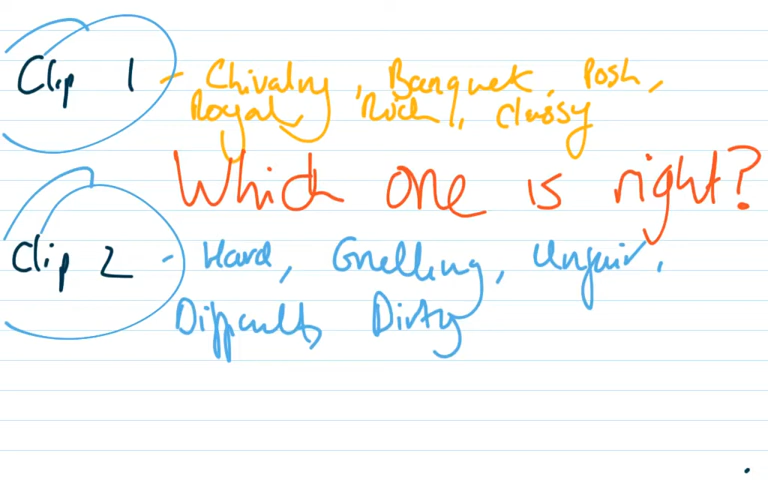 Clip 1 - Chivalry, Banquet, Posh,
Royal, Rich, classy
Which one is right?
Clip 2 - Hard, Gruelling, Unfair,
Difficult, Dirty